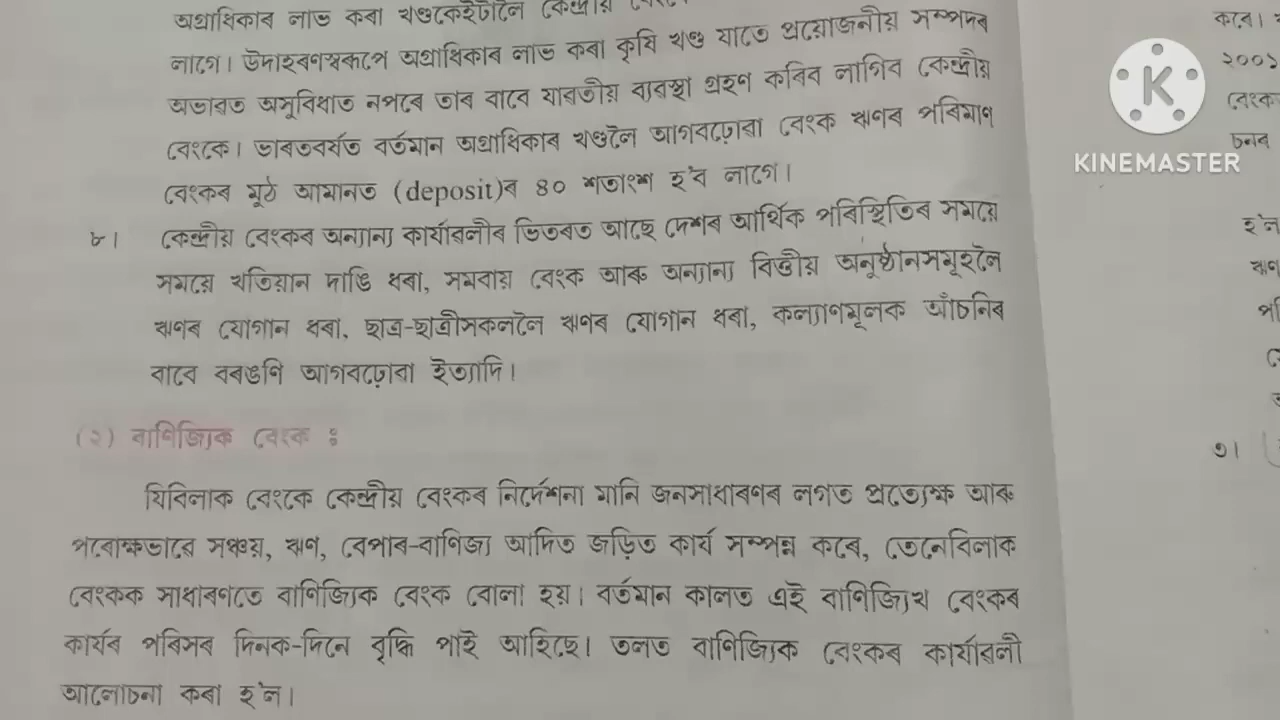 অগ্ৰাধিকাৰ লাভ কৰা খণ্ডকেইটালৈ কেন্দ্ৰীয়
লাগে। উদাহৰণস্বৰূপে অগ্ৰাধিকাৰ লাভ কৰা কৃষি খণ্ড যাতে প্ৰয়োজনীয় সম্পদৰ
অভাৱত অসুবিধাত নপৰে তাৰ বাবে যাৱতীয় ব্যৱস্থা গ্ৰহণ কৰিব লাগিব কেন্দ্ৰীয়
বেংকে। ভাৰতবৰ্ষত বৰ্তমান অগ্ৰাধিকাৰ খণ্ডলৈ আগবঢ়োৱা বেংক ঋণৰ পৰিমাণ
বেংকৰ মুঠ আমানত (deposit)ৰ ৪০ শতাংশ হ'ব লাগে।
৮। কেন্দ্ৰীয় বেংকৰ অন্যান্য কাৰ্যাৱলীৰ ভিতৰত আছে দেশৰ আৰ্থিক পৰিস্থিতিৰ সময়ে
সময়ে খতিয়ান দাঙি ধৰা, সমবায় বেংক আৰু অন্যান্য বিত্তীয় অনুষ্ঠানসমূহলৈ
ঋণৰ যোগান ধৰা, ছাত্ৰ-ছাত্ৰীসকললৈ ঋণৰ যোগান ধৰা, কল্যাণমূলক আঁচনিৰ
বাবে বৰঙণি আগবঢ়োৱা ইত্যাদি।
(২) বাণিজ্যিক বেংক :
যিবিলাক বেংকে কেন্দ্ৰীয় বেংকৰ নিৰ্দেশনা মানি জনসাধাৰণৰ লগত প্ৰত্যেক্ষ আৰু
পৰোক্ষভাৱে সঞ্চয়, ঋণ, বেপাৰ-বাণিজ্য আদিত জড়িত কাৰ্য সম্পন্ন কৰে, তেনেবিলাক
বেংকক সাধাৰণতে বাণিজ্যিক বেংক বোলা হয়। বৰ্তমান কালত এই বাণিজ্যিখ বেংকৰ
কাৰ্যৰ পৰিসৰ দিনক-দিনে বৃদ্ধি পাই আহিছে। তলত বাণিজ্যিক বেংকৰ কাৰ্যাৱলী
আলোচনা কৰা হ'ল।
কৰে।
২০০১
বেংক
চনৰ
হ'ল
ঋণ
৩।
K
KINEMASTER